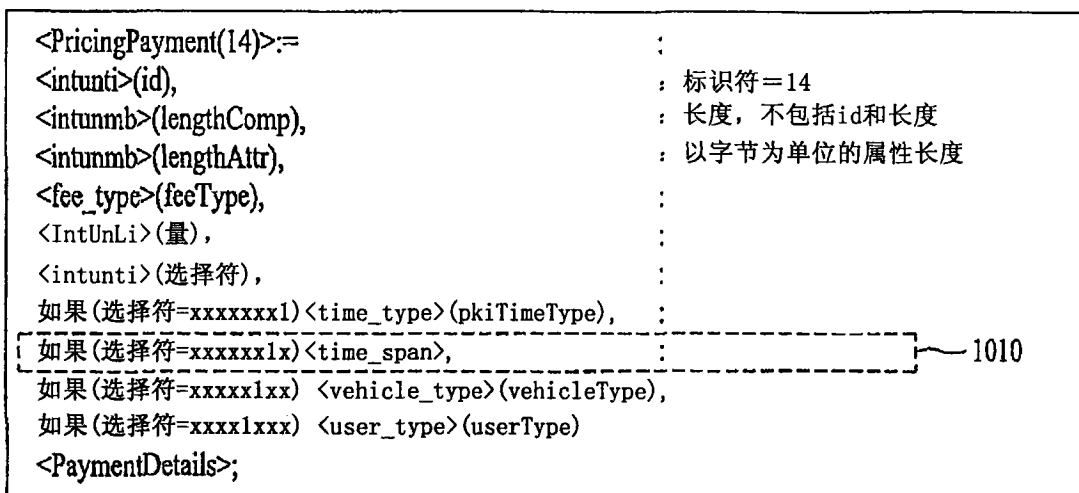 <PricingPayment(14)>:= :
<intunti>(id), : 标识符=14
<intunmb>(lengthComp), : 长度，不包括id和长度
<intunmb>(lengthAttr), : 以字节为单位的属性长度
<fee_type>(feeType), :
<IntUnLi>(量), :
<intunti>(选择符), :
如果(选择符=xxxxxxx1)<time_type>(pkiTimeType), :
如果(选择符=xxxxxx1x)<time_span>, : 1010
如果(选择符=xxxxx1xx) <vehicle_type>(vehicleType),
如果(选择符=xxxx1xxx) <user_type>(userType)
<PaymentDetails>;